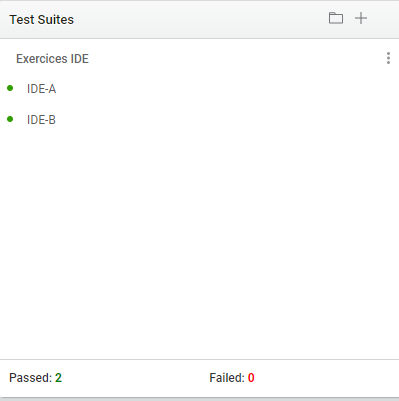 Test Suites
Exercices IDE
IDE-A
IDE-B
Passed: 2 Failed: 0